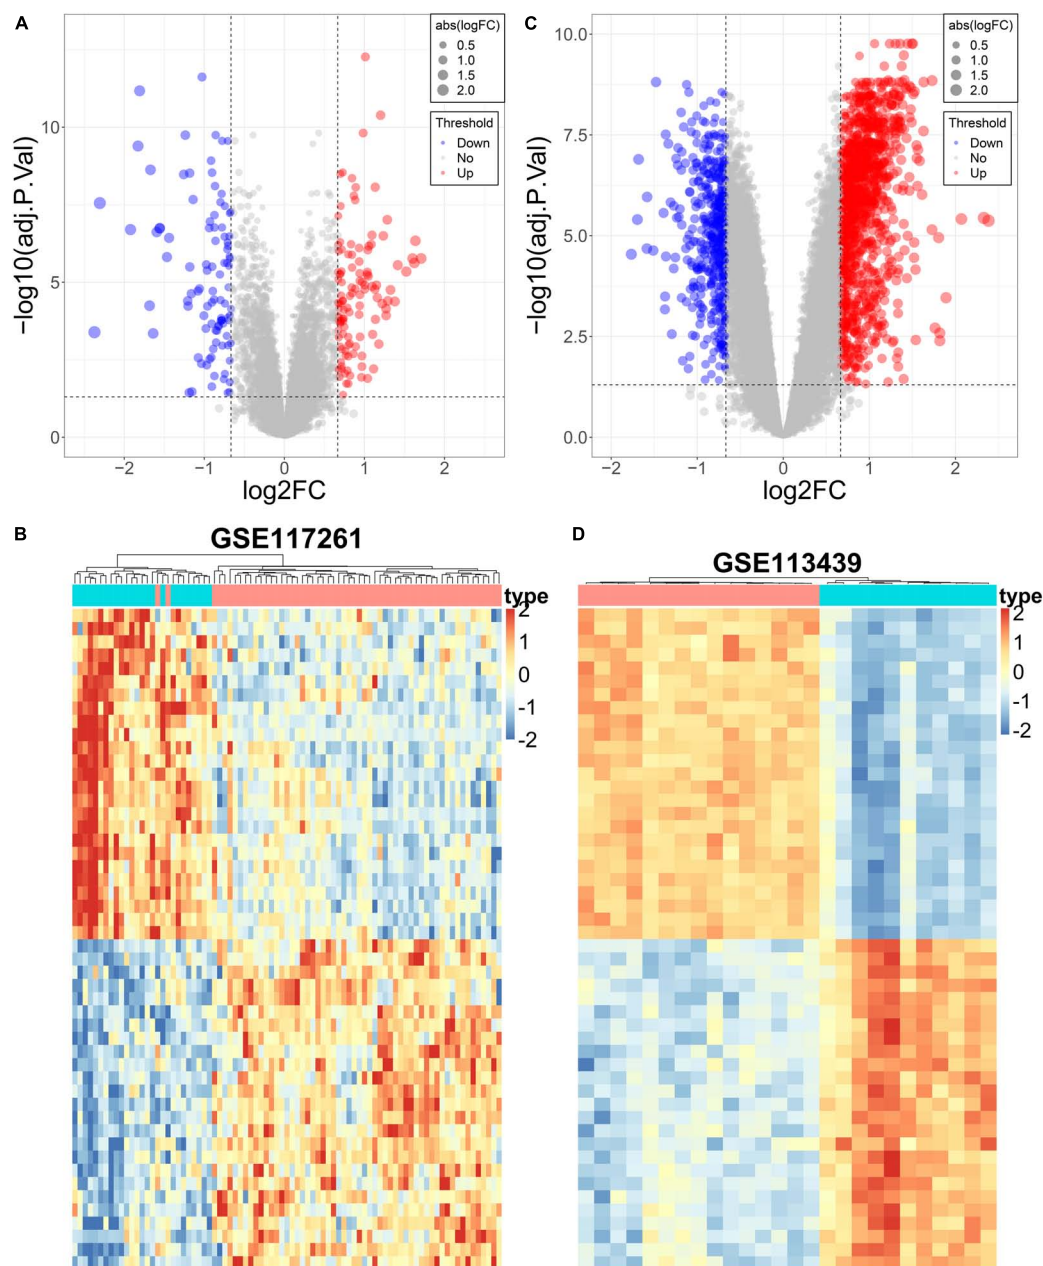 A
−log10(adj.P.Val)
10
5
0
−2
−1
0
1
2
log2FC
abs(logFC)
0.5
1.0
1.5
2.0
Threshold
Down
No
Up
C
−log10(adj.P.Val)
10.0
7.5
5.0
2.5
0.0
−2
−1
0
1
2
log2FC
abs(logFC)
0.5
1.0
1.5
2.0
Threshold
Down
No
Up
B
GSE117261
type
2
1
0
-1
-2
D
GSE113439
type
2
1
0
-1
-2